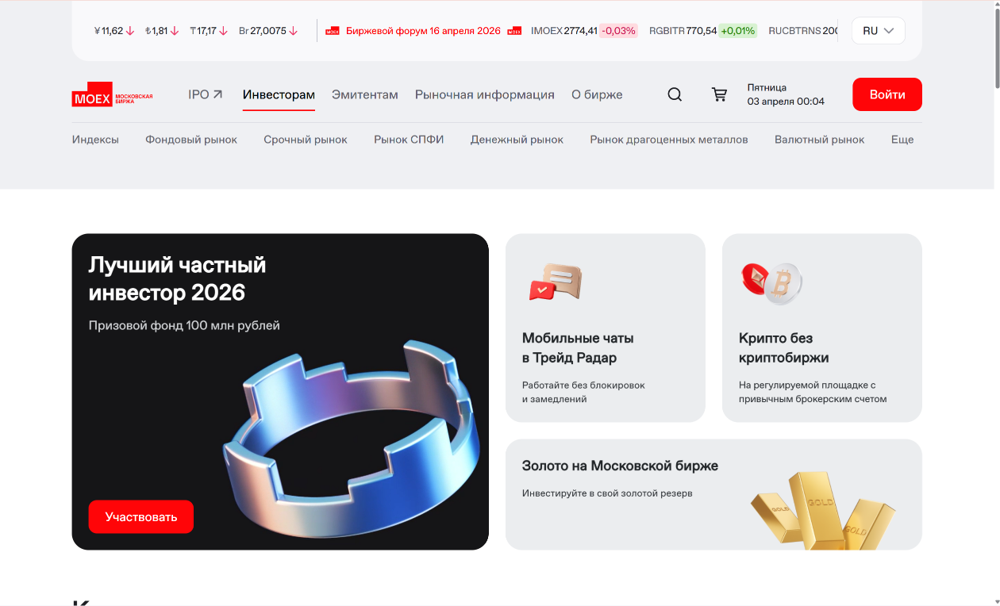 ¥ 11,62 ↓ ₺ 1,81 ↓ ₸ 17,17 ↓ Br 27,0075 ↓ MOEX Биржевой форум 16 апреля 2026 MOEX IMOEX 2774,41 -0,03% RGBITR 770,54 +0,01% RUCBTRNS RU
MOEX МОСКОВСКАЯ БИРЖА IPO Инвесторам Эмитентам Рыночная информация О бирже Пятница 03 апреля 00:04 Войти
Индексы Фондовый рынок Срочный рынок Рынок СПФИ Денежный рынок Рынок драгоценных металлов Валютный рынок Еще
Лучший частный
инвестор 2026
Призовой фонд 100 млн рублей
Участвовать
Мобильные чаты
в Трейд Радар
Работайте без блокировок
и замедлений
Крипто без
криптобиржи
На регулируемой площадке с
привычным брокерским счетом
Золото на Московской бирже
Инвестируйте в свой золотой резерв
GOLD
GOLD
GOLD